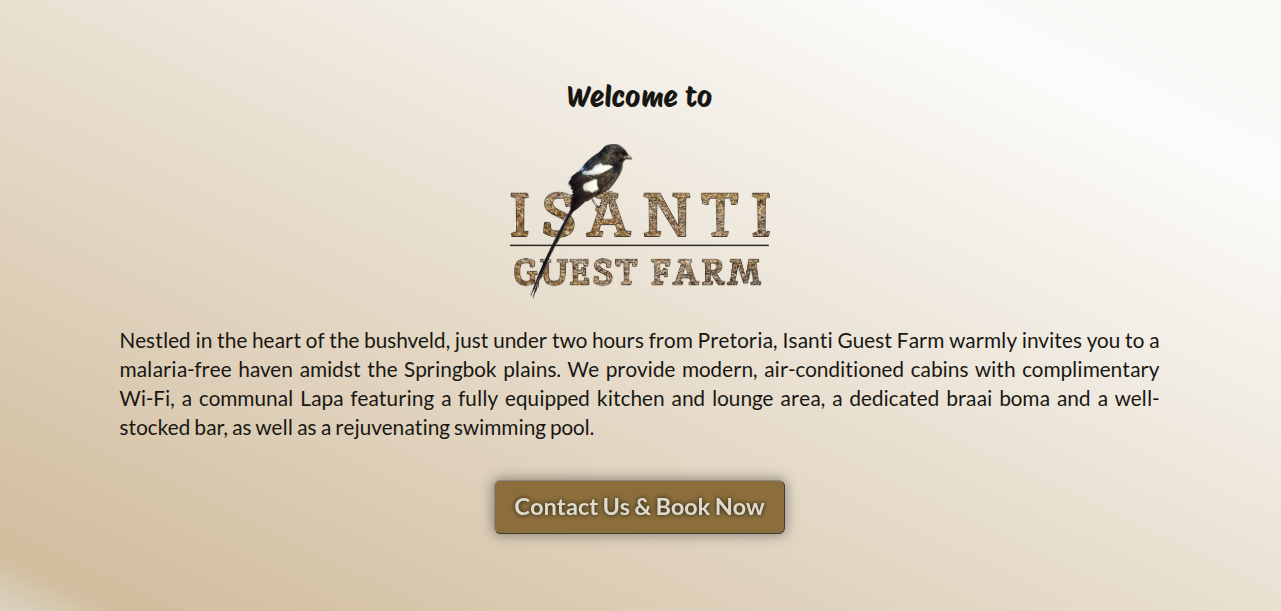 Welcome to
ISANTI
GUEST FARM
Nestled in the heart of the bushveld, just under two hours from Pretoria, Isanti Guest Farm warmly invites you to a
malaria-free haven amidst the Springbok plains. We provide modern, air-conditioned cabins with complimentary
Wi-Fi, a communal Lapa featuring a fully equipped kitchen and lounge area, a dedicated braai boma and a well-
stocked bar, as well as a rejuvenating swimming pool.
Contact Us & Book Now